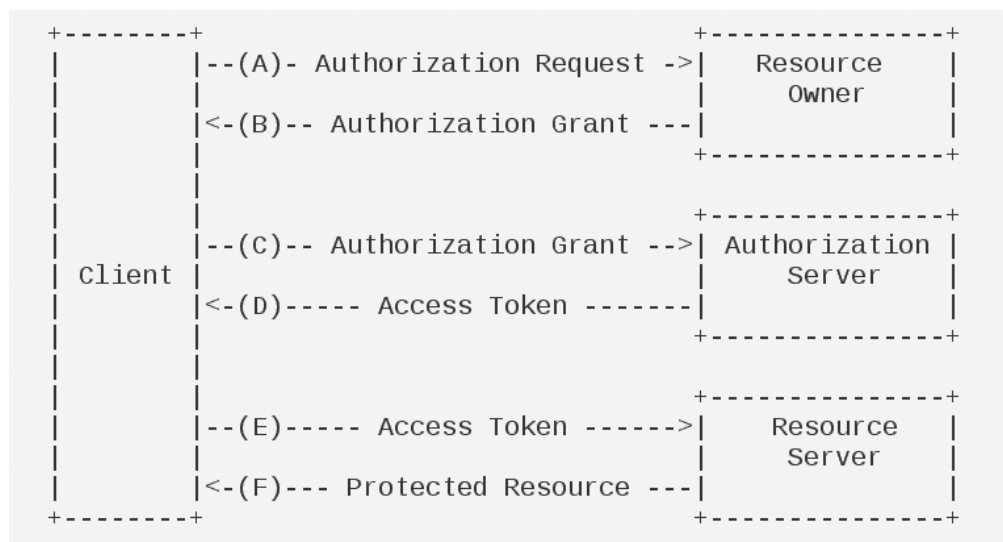 +--------+                               +---------------+
|        |--(A)- Authorization Request ->|   Resource    |
|        |                               |     Owner     |
|        |<-(B)-- Authorization Grant ---|               |
|        |                               +---------------+
|        |
|        |                               +---------------+
|        |--(C)-- Authorization Grant -->| Authorization |
| Client |                               |     Server    |
|        |<-(D)----- Access Token -------|               |
|        |                               +---------------+
|        |
|        |                               +---------------+
|        |--(E)----- Access Token ------>|    Resource   |
|        |                               |     Server    |
|        |<-(F)--- Protected Resource ---|               |
+--------+                               +---------------+